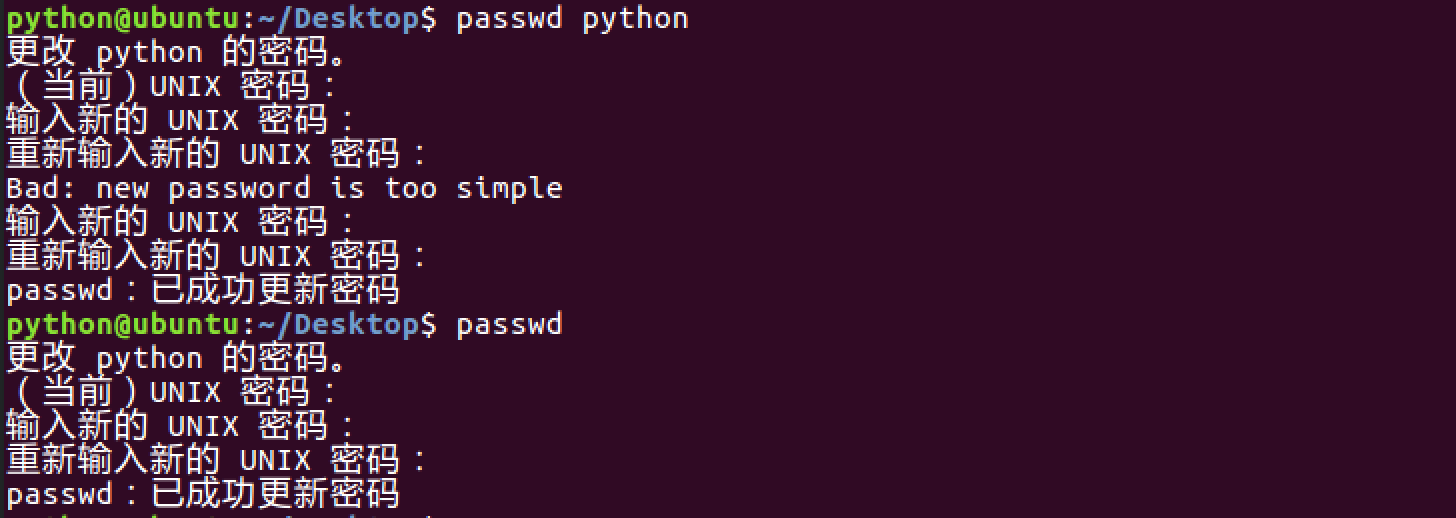 python@ubuntu:~/Desktop$ passwd python
更改 python 的密码。
（当前）UNIX 密码：
输入新的 UNIX 密码：
重新输入新的 UNIX 密码：
Bad: new password is too simple
输入新的 UNIX 密码：
重新输入新的 UNIX 密码：
passwd：已成功更新密码
python@ubuntu:~/Desktop$ passwd
更改 python 的密码。
（当前）UNIX 密码：
输入新的 UNIX 密码：
重新输入新的 UNIX 密码：
passwd：已成功更新密码